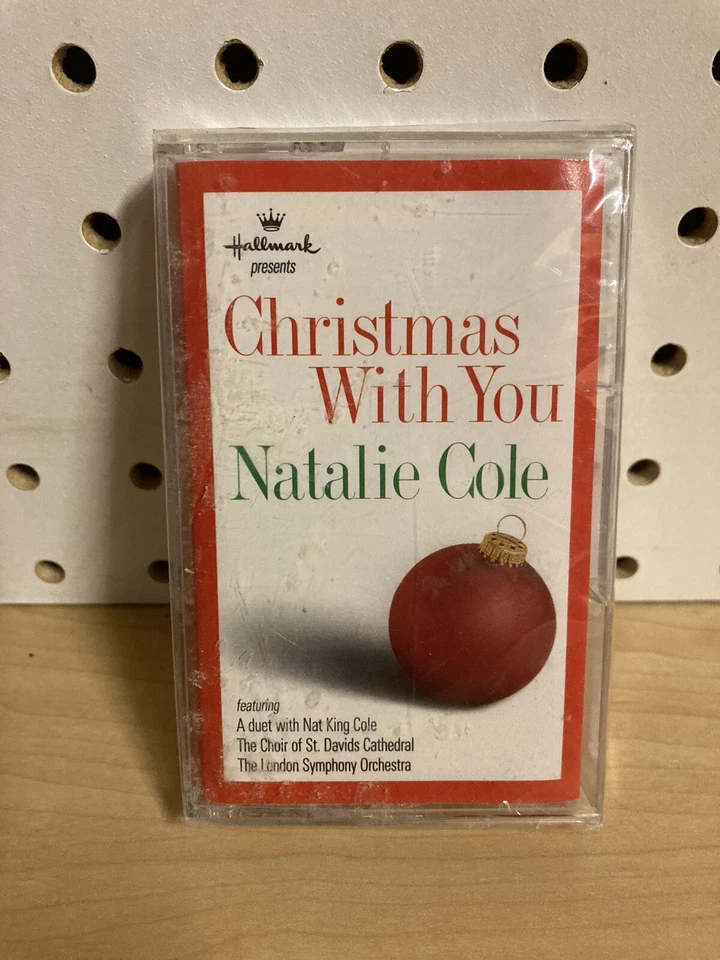 Hallmark
presents
Christmas
With You
Natalie Cole
featuring
A duet with Nat King Cole
The Choir of St. Davids Cathedral
The London Symphony Orchestra